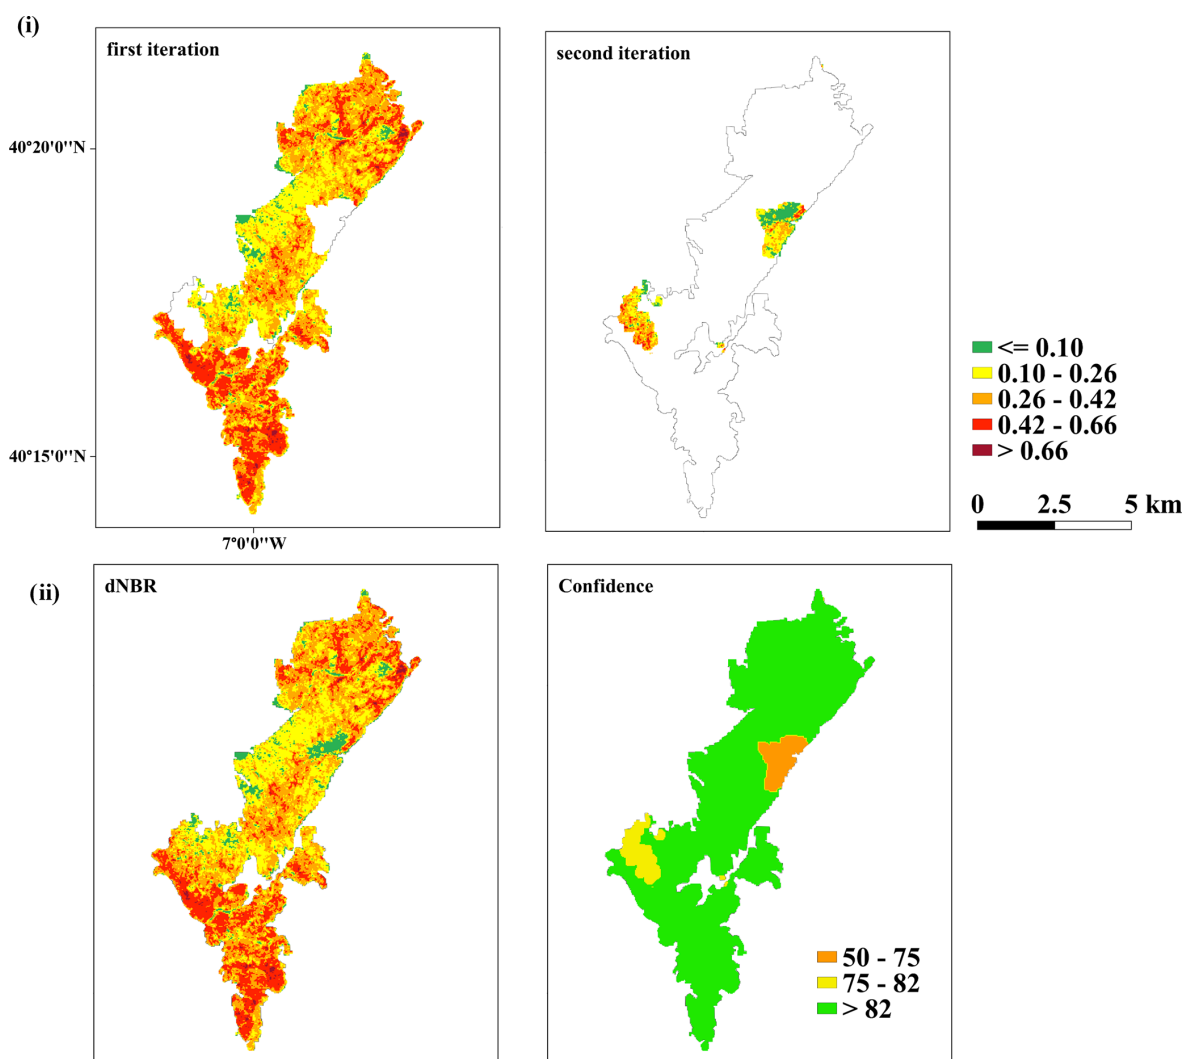 (i)
first iteration
second iteration
40°20'0''N
40°15'0''N
7°0'0''W
<= 0.10
0.10 - 0.26
0.26 - 0.42
0.42 - 0.66
> 0.66
0 2.5 5 km
(ii)
dNBR
Confidence
50 - 75
75 - 82
> 82